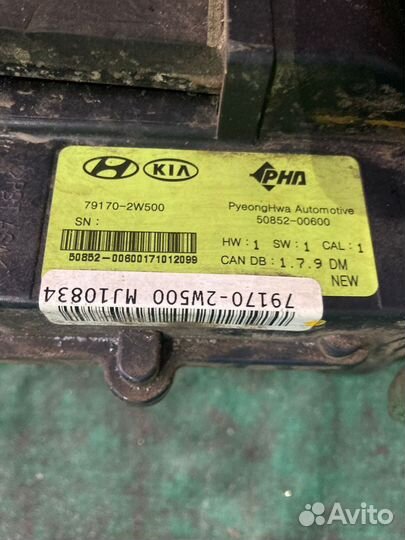 KIA
PHA
79170-2W500
PyeongHwa Automotive
SN :
50852-00600
HW : 1 SW : 1 CAL : 1
50852-00600171012099
CAN DB : 1.7.9 DM
NEW
79170-2W500 MJ10834
Avito